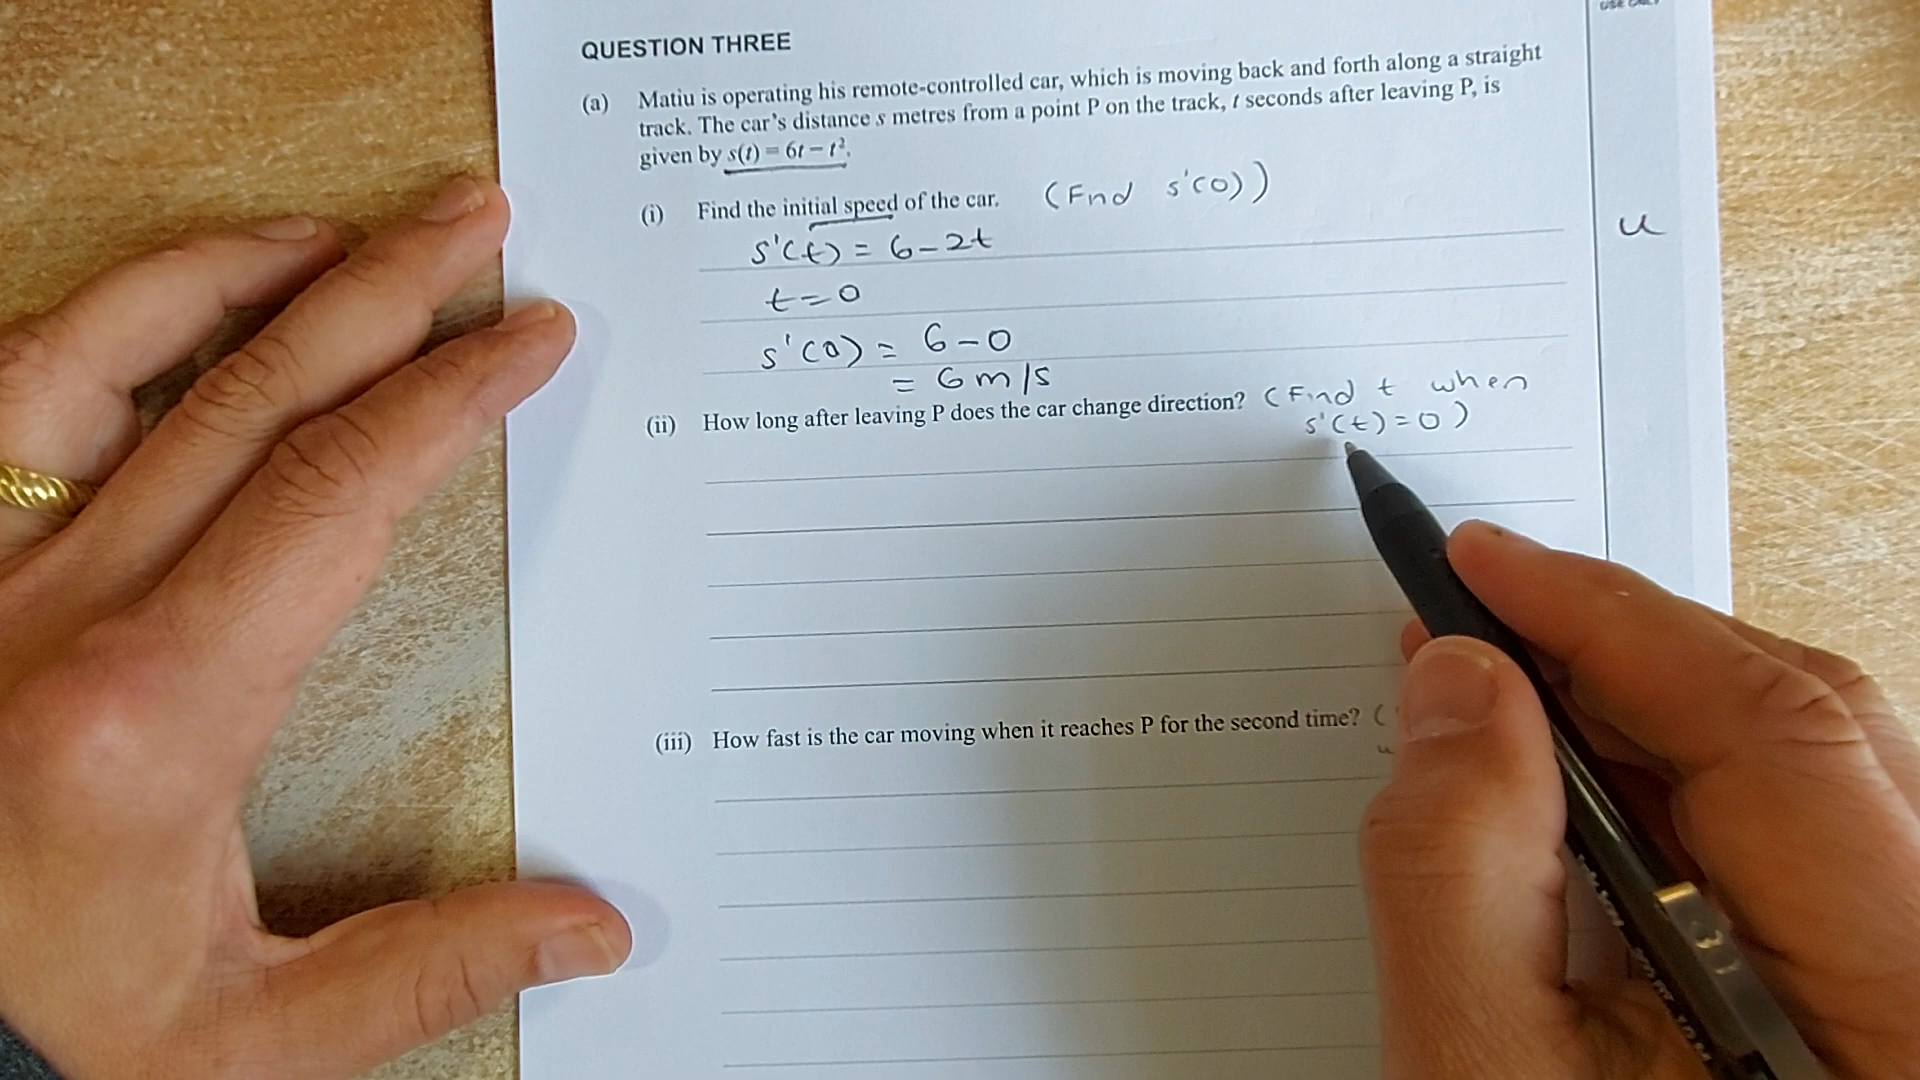 USE ONLY
QUESTION THREE
(a) Matiu is operating his remote-controlled car, which is moving back and forth along a straight
track. The car's distance s metres from a point P on the track, t seconds after leaving P, is
given by s(t) = 6t – t².
(i) Find the initial speed of the car. (Find s'(0))
u
s'(t) = 6 - 2t
t = 0
s'(0) = 6 - 0
= 6 m/s
(ii) How long after leaving P does the car change direction? (Find t when
s'(t) = 0)
(iii) How fast is the car moving when it reaches P for the second time? (